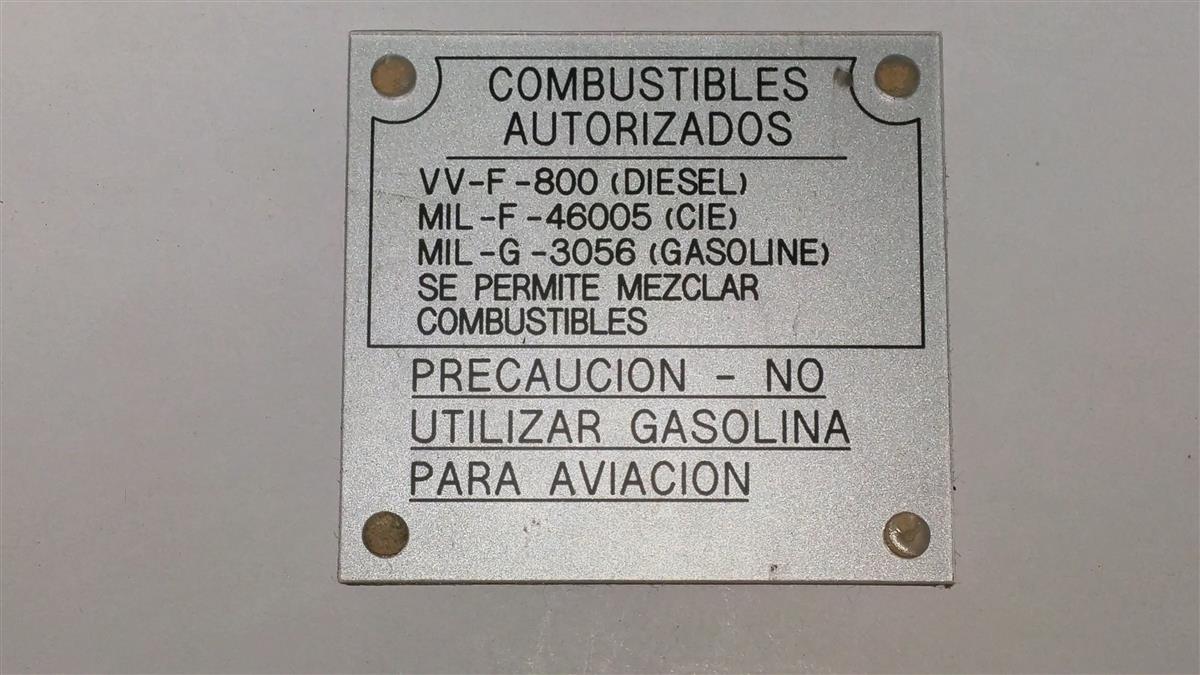 COMBUSTIBLES
AUTORIZADOS
VV-F-800 (DIESEL)
MIL-F-46005 (CIE)
MIL-G-3056 (GASOLINE)
SE PERMITE MEZCLAR
COMBUSTIBLES
PRECAUCION - NO
UTILIZAR GASOLINA
PARA AVIACION